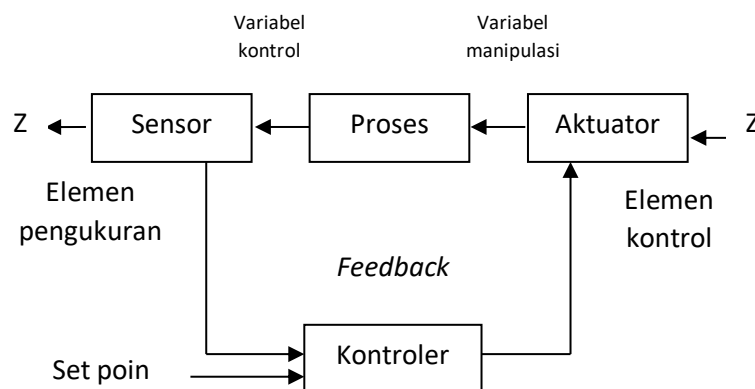 Variabel
kontrol
Variabel
manipulasi
Z
Sensor
Proses
Aktuator
Z
Elemen
pengukuran
Elemen
kontrol
Feedback
Kontroler
Set poin